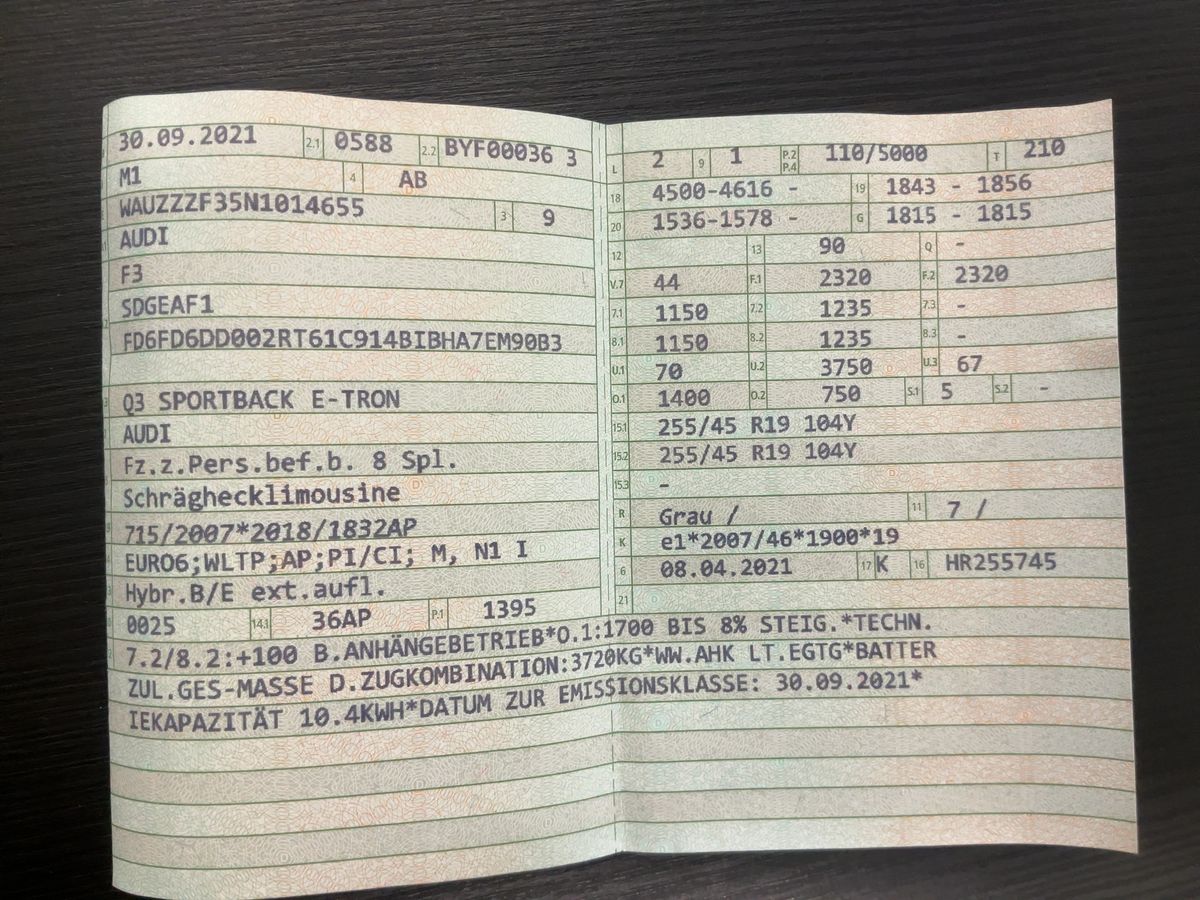 30.09.2021 2.1 0588 2.2 BYF00036 3
M1 4 AB
WAUZZZF35N1014655 3 9
AUDI
F3
SDGEAF1
FD6FD6DD002RT61C914BIBHA7EM90B3
Q3 SPORTBACK E-TRON
AUDI
Fz.z.Pers.bef.b. 8 Spl.
Schräghecklimousine
715/2007*2018/1832AP
EURO6;WLTP;AP;PI/CI; M, N1 I
Hybr.B/E ext.aufl.
0025 14.1 36AP P.1 1395
L 2 9 1 P.2 P.4 110/5000 T 210
18 4500-4616 - 19 1843 - 1856
20 1536-1578 - G 1815 - 1815
12 13 90 Q -
V.7 44 F.1 2320 F.2 2320
7.1 1150 7.2 1235 7.3 -
8.1 1150 8.2 1235 8.3 -
U.1 70 U.2 3750 U.3 67
O.1 1400 O.2 750 S.1 5 S.2 -
15.1 255/45 R19 104Y
15.2 255/45 R19 104Y
15.3 -
R Grau / 11 7 /
K e1*2007/46*1900*19
6 08.04.2021 17 K 16 HR255745
21
7.2/8.2:+100 B.ANHÄNGEBETRIEB*O.1:1700 BIS 8% STEIG.*TECHN.
ZUL.GES-MASSE D.ZUGKOMBINATION:3720KG*WW.AHK LT.EGTG*BATTER
IEKAPAZITÄT 10.4KWH*DATUM ZUR EMISSIONSKLASSE: 30.09.2021*